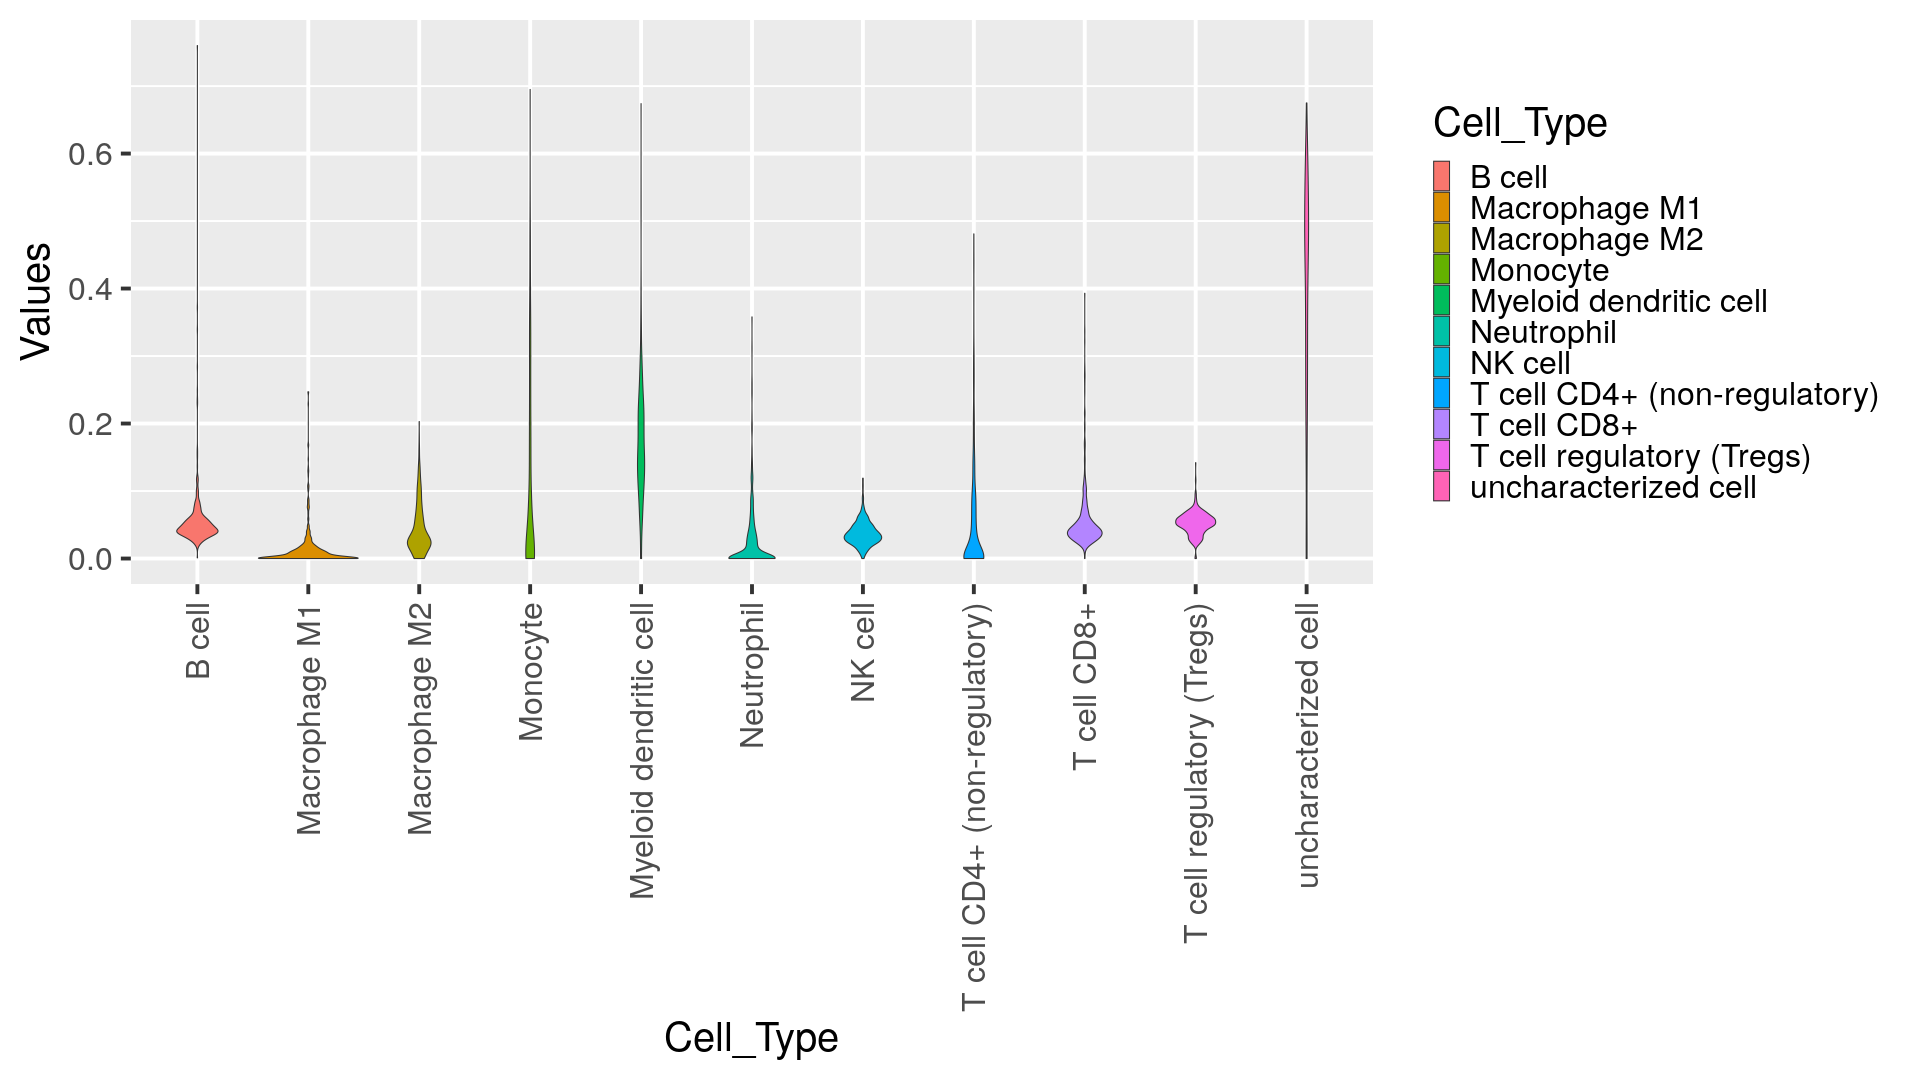 Values
0.6
0.4
0.2
0.0
B cell
Macrophage M1
Macrophage M2
Monocyte
Myeloid dendritic cell
Neutrophil
NK cell
T cell CD4+ (non-regulatory)
T cell CD8+
T cell regulatory (Tregs)
uncharacterized cell
Cell_Type
Cell_Type
B cell
Macrophage M1
Macrophage M2
Monocyte
Myeloid dendritic cell
Neutrophil
NK cell
T cell CD4+ (non-regulatory)
T cell CD8+
T cell regulatory (Tregs)
uncharacterized cell